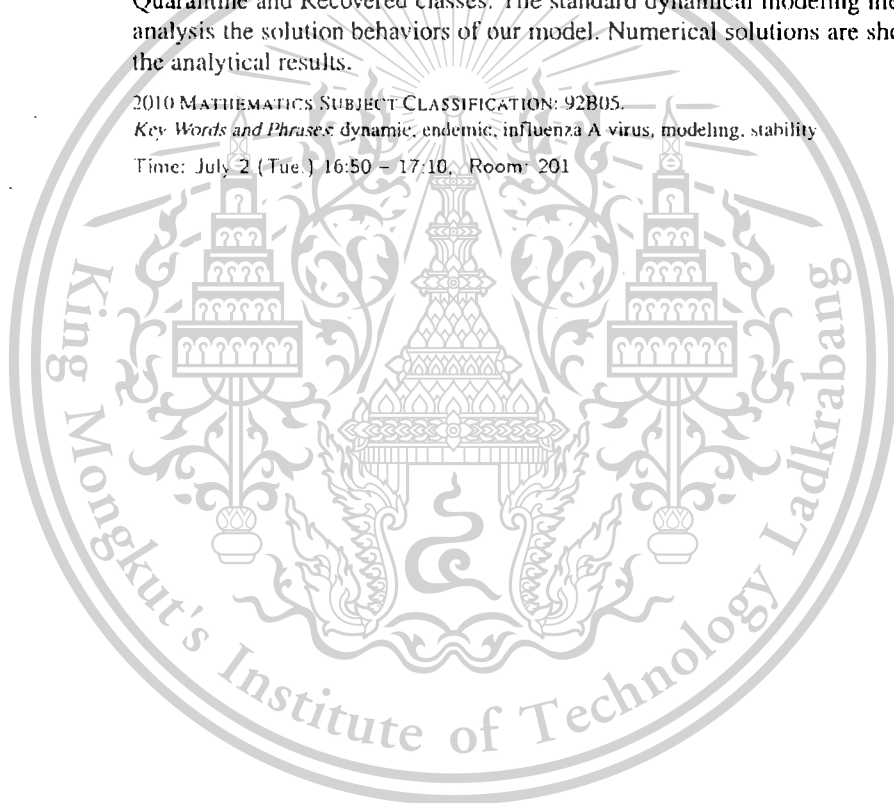 Quarantine and Recovered classes. The standard dynamical modeling me
analysis the solution behaviors of our model. Numerical solutions are she
the analytical results.
2010 MATHEMATICS SUBJECT CLASSIFICATION: 92B05.
Key Words and Phrases: dynamic, endemic, influenza A virus, modeling, stability
Time: July 2 (Tue.) 16:50 – 17:10, Room: 201
King Mongkut's Institute of Technology Ladkrabang